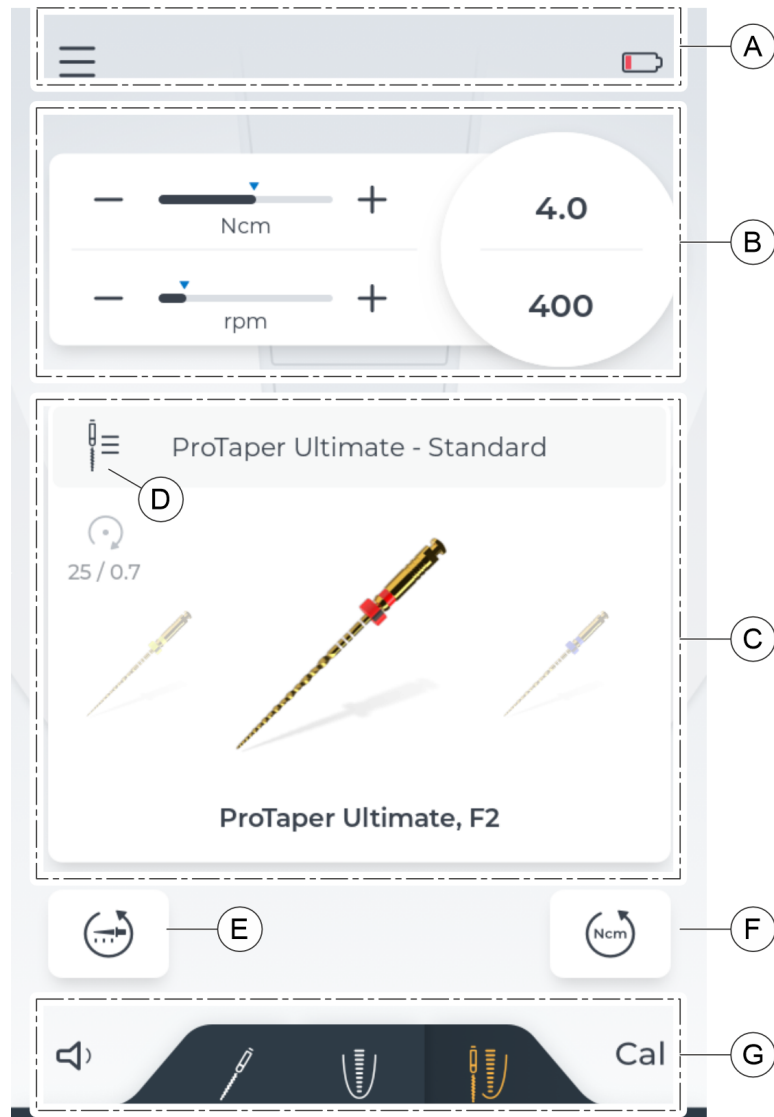 A
4.0
Ncm
B
400
rpm
ProTaper Ultimate - Standard
D
25 / 0.7
C
ProTaper Ultimate, F2
E
Ncm
F
Cal
G